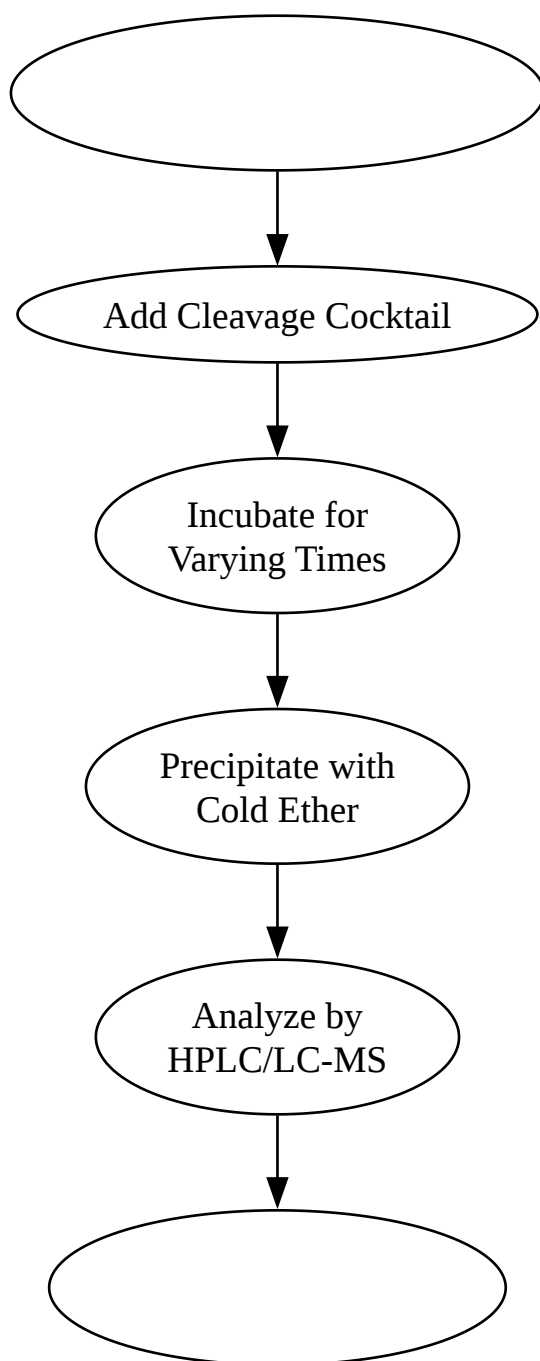 Add Cleavage Cocktail
Incubate for
Varying Times
Precipitate with
Cold Ether
Analyze by
HPLC/LC-MS